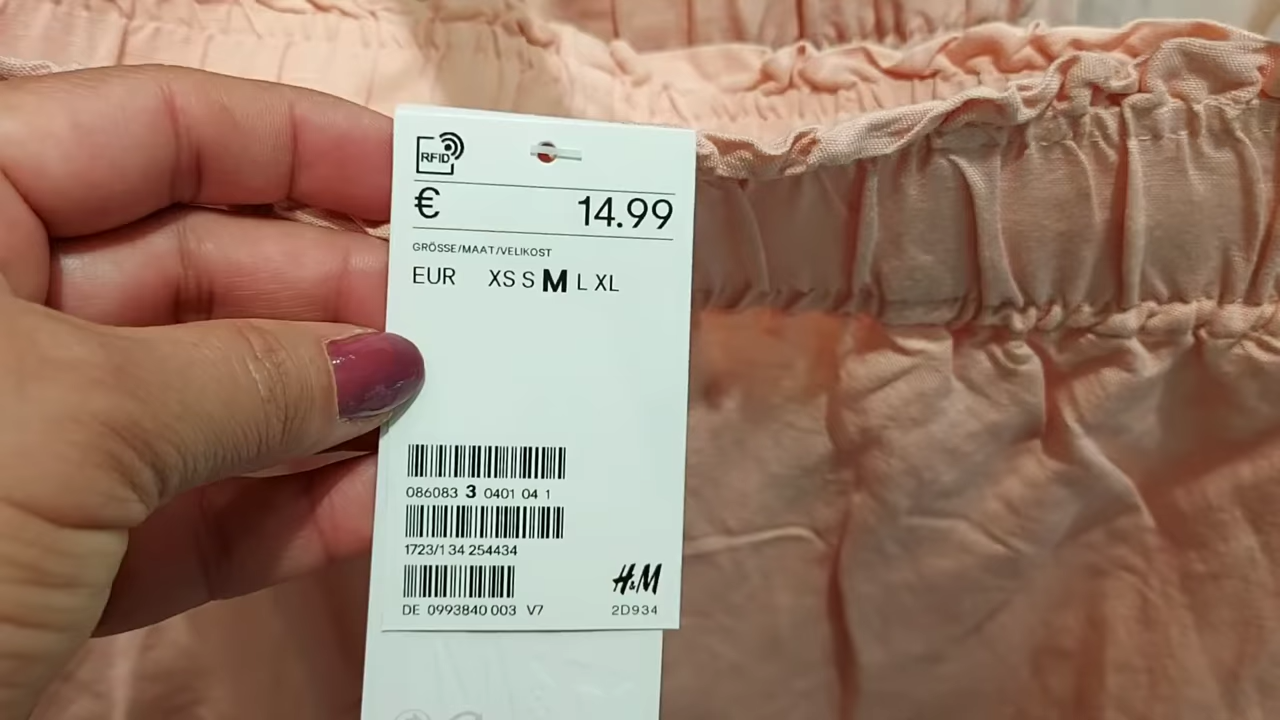 RFID
€ 14.99
GRÖSSE/MAAT/VELIKOST
EUR XS S M L XL
086083 3 0401 04 1
1723/1 34 254434
H&M
DE 0993840 003 V7
2D934